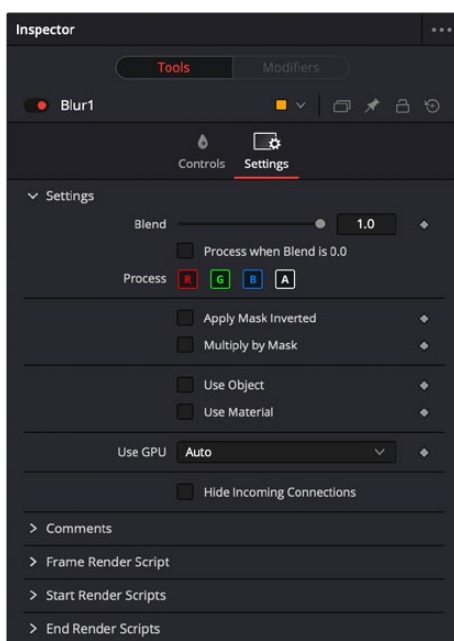 Inspector
Tools Modifiers
Blur1
Controls Settings
Settings
Blend 1.0
Process when Blend is 0.0
Process R G B A
Apply Mask Inverted
Multiply by Mask
Use Object
Use Material
Use GPU Auto
Hide Incoming Connections
Comments
Frame Render Script
Start Render Scripts
End Render Scripts